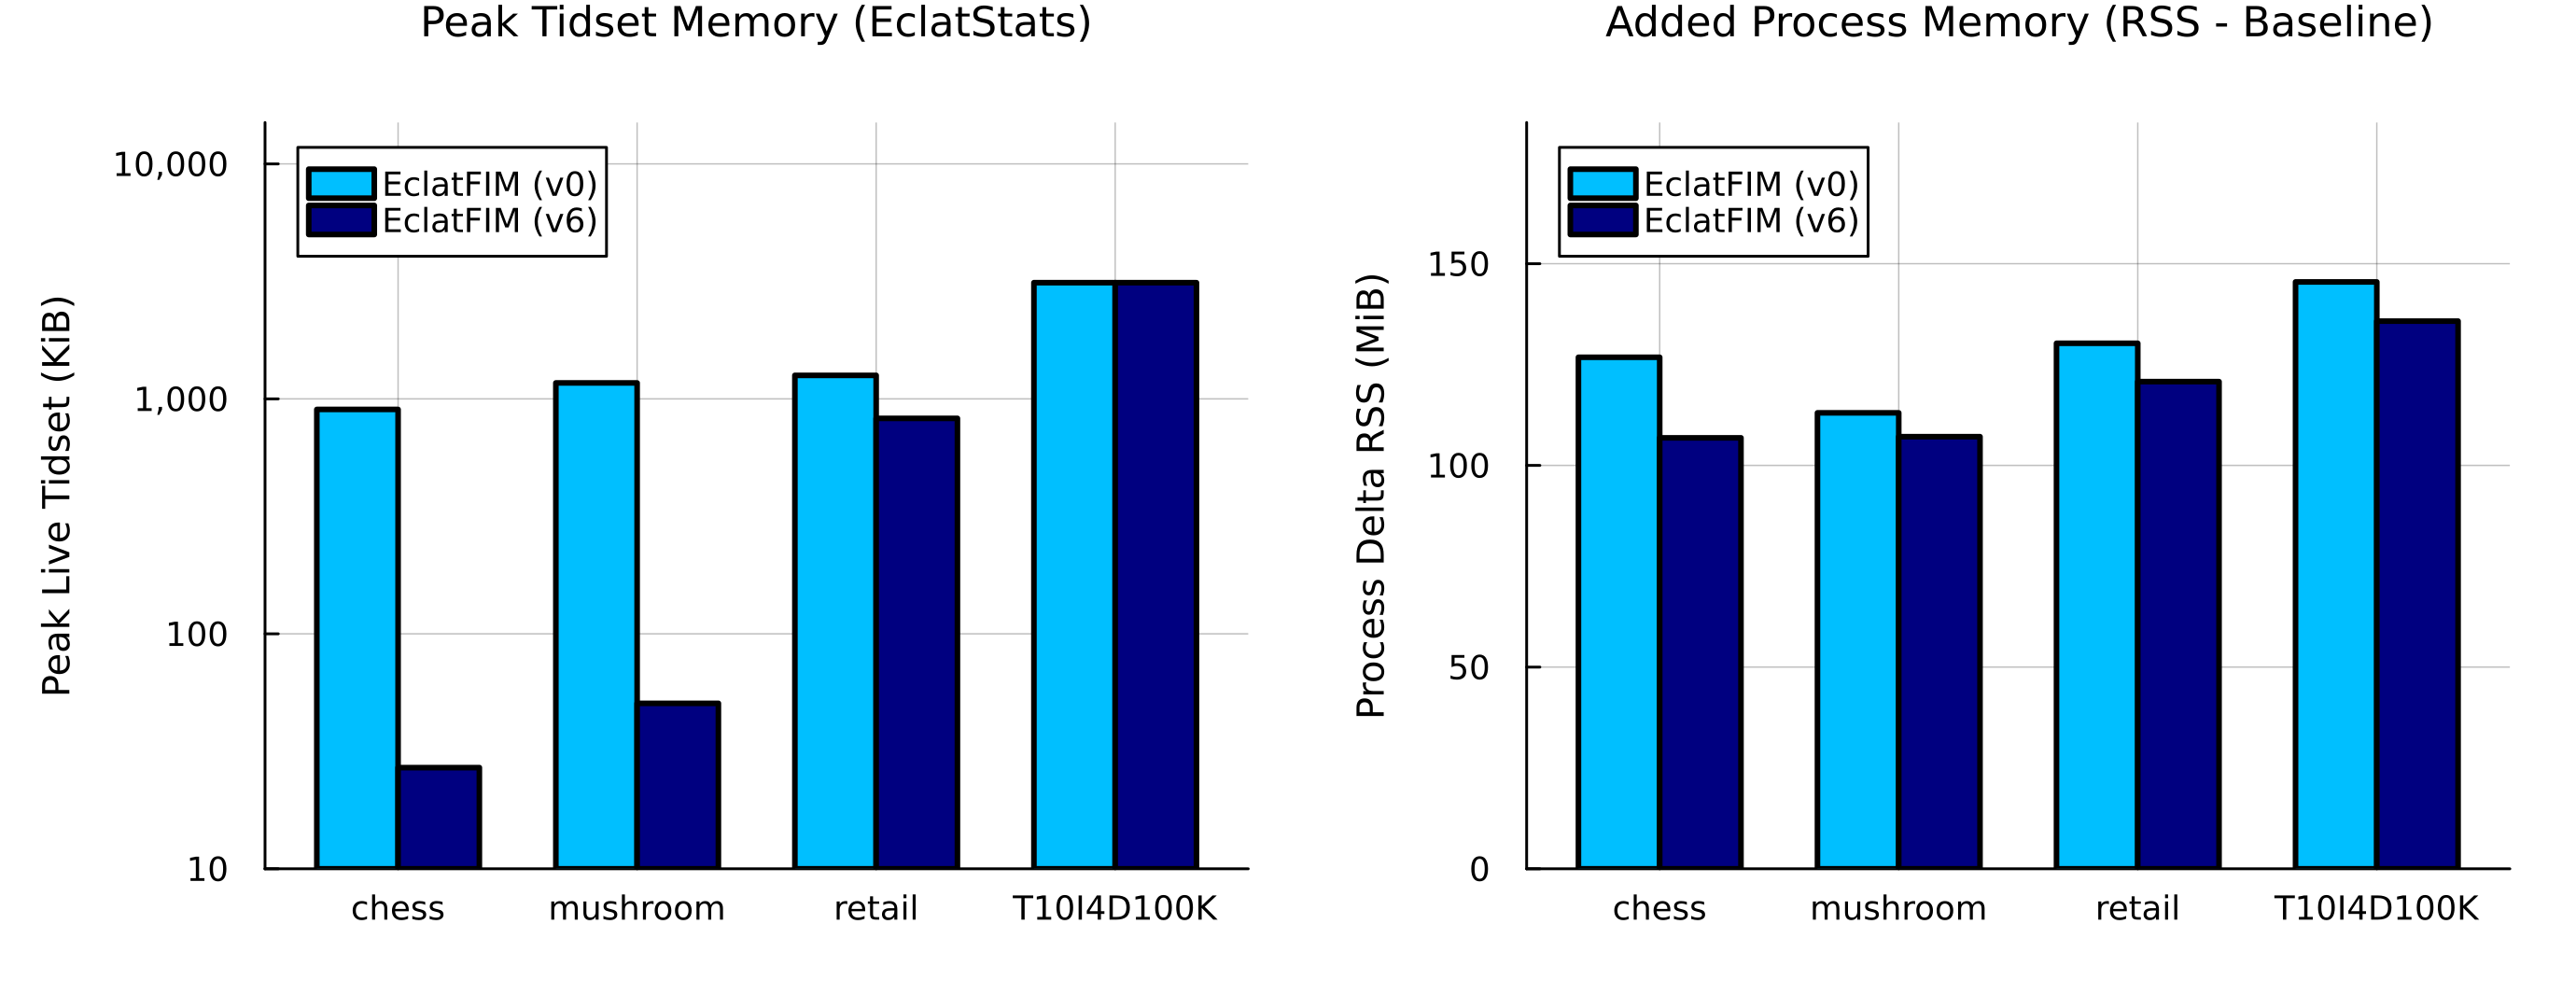 Peak Tidset Memory (EclatStats)
Peak Live Tidset (KiB)
10,000
1,000
100
10
EclatFIM (v0)
EclatFIM (v6)
chess
mushroom
retail
T10I4D100K
Added Process Memory (RSS - Baseline)
Process Delta RSS (MiB)
150
100
50
0
EclatFIM (v0)
EclatFIM (v6)
chess
mushroom
retail
T10I4D100K